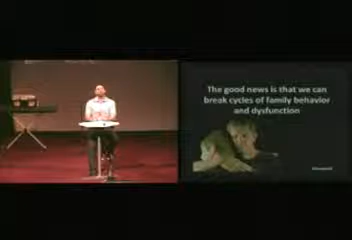 The good news is that we can
break cycles of family behavior
and dysfunction